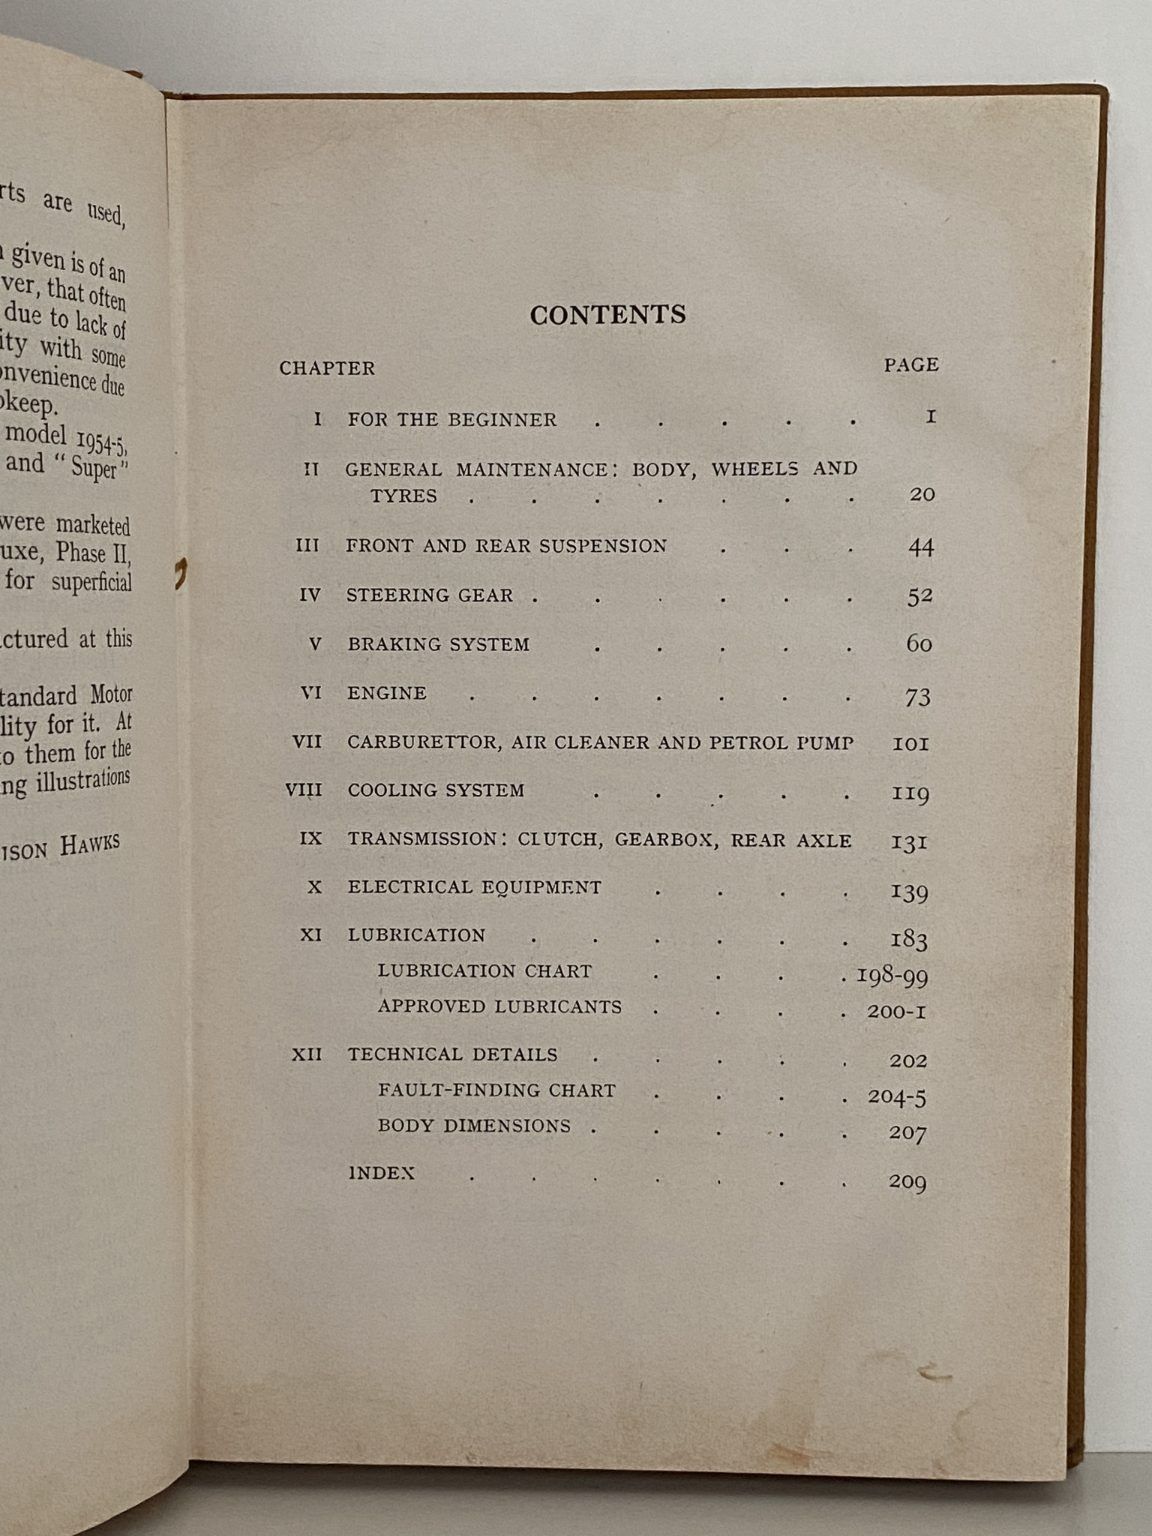 rts are used,
given is of an
ver, that often
due to lack of
ity with some
onvenience due
pkeep.
model 1954-5,
and "Super"
were marketed
uxe, Phase II,
for superficial
ctured at this
tandard Motor
lity for it. At
to them for the
ng illustrations
ISON HAWKS
CONTENTS
CHAPTER PAGE
I FOR THE BEGINNER . . . . . 1
II GENERAL MAINTENANCE: BODY, WHEELS AND
TYRES . . . . . . . 20
III FRONT AND REAR SUSPENSION . . . 44
IV STEERING GEAR . . . . . . 52
V BRAKING SYSTEM . . . . . 60
VI ENGINE . . . . . . . 73
VII CARBURETTOR, AIR CLEANER AND PETROL PUMP 101
VIII COOLING SYSTEM . . . . . 119
IX TRANSMISSION: CLUTCH, GEARBOX, REAR AXLE 131
X ELECTRICAL EQUIPMENT . . . . 139
XI LUBRICATION . . . . . . 183
LUBRICATION CHART . . . . 198-99
APPROVED LUBRICANTS . . . . 200-1
XII TECHNICAL DETAILS . . . . . 202
FAULT-FINDING CHART . . . . 204-5
BODY DIMENSIONS . . . . . 207
INDEX . . . . . . . 209